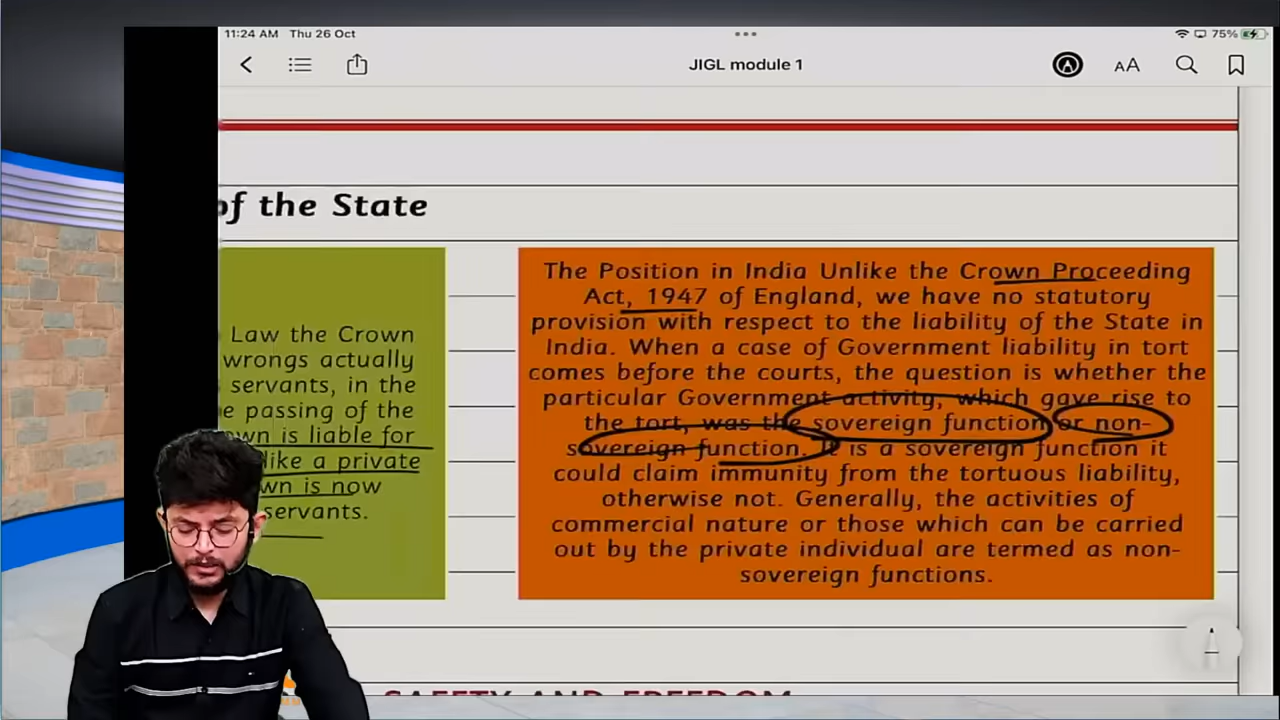 11:24 AM Thu 26 Oct
75%
JIGL module 1
AA
of the State
Law the Crown
wrongs actually
servants, in the
passing of the
is liable for
like a private
is now
servants.
The Position in India Unlike the Crown Proceeding
Act, 1947 of England, we have no statutory
provision with respect to the liability of the State in
India. When a case of Government liability in tort
comes before the courts, the question is whether the
particular Government activity, which gave rise to
the tort, was the sovereign function or non-
sovereign function. It is a sovereign function it
could claim immunity from the tortuous liability,
otherwise not. Generally, the activities of
commercial nature or those which can be carried
out by the private individual are termed as non-
sovereign functions.
SAFETY AND FREEDOM